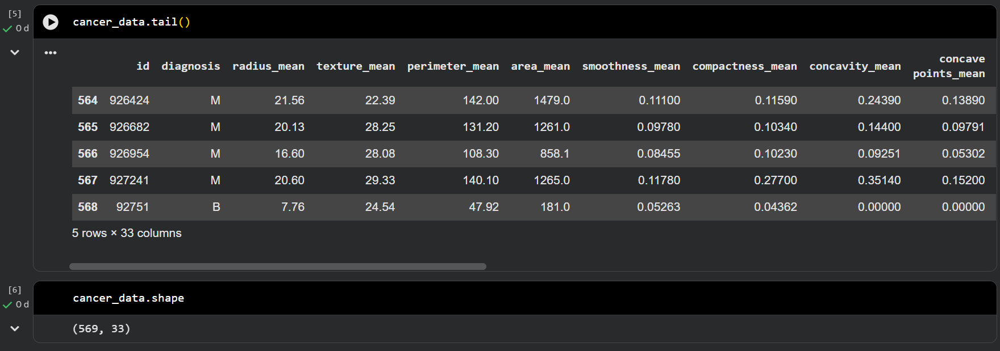 [5]
0 d
cancer_data.tail()
id diagnosis radius_mean texture_mean perimeter_mean area_mean smoothness_mean compactness_mean concavity_mean concave points_mean
564 926424 M 21.56 22.39 142.00 1479.0 0.11100 0.11590 0.24390 0.13890
565 926682 M 20.13 28.25 131.20 1261.0 0.09780 0.10340 0.14400 0.09791
566 926954 M 16.60 28.08 108.30 858.1 0.08455 0.10230 0.09251 0.05302
567 927241 M 20.60 29.33 140.10 1265.0 0.11780 0.27700 0.35140 0.15200
568 92751 B 7.76 24.54 47.92 181.0 0.05263 0.04362 0.00000 0.00000
5 rows × 33 columns
[6]
0 d
cancer_data.shape
(569, 33)